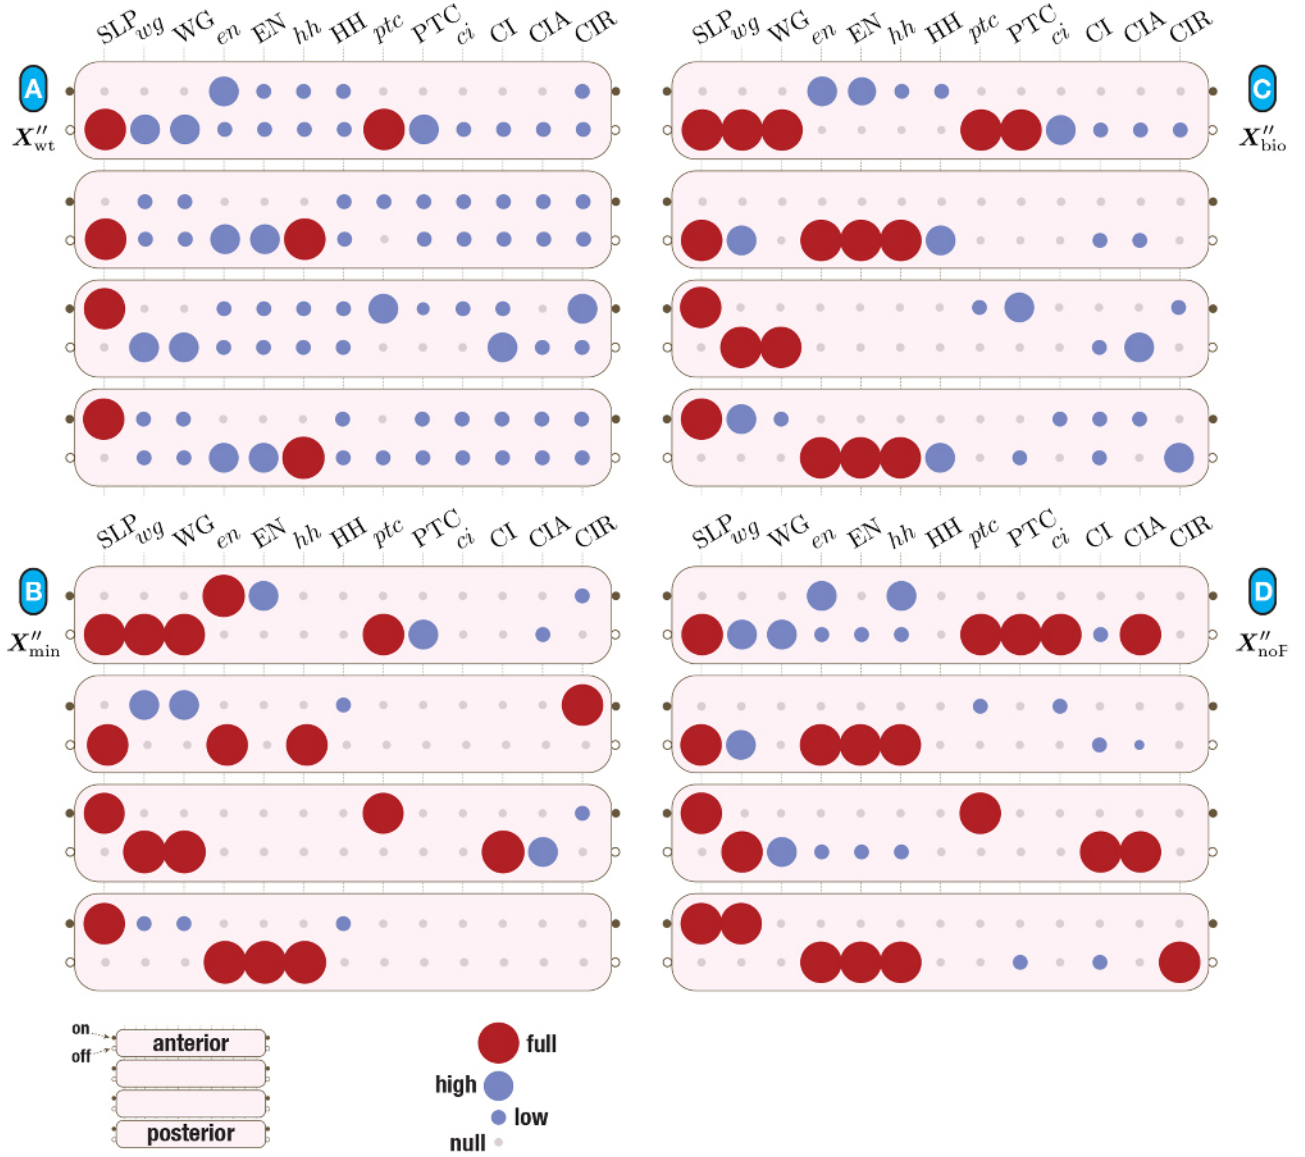 SLP wg WG en EN hh HH ptc PTC ci CI CIA CIR
SLP wg WG en EN hh HH ptc PTC ci CI CIA CIR
A
X″wt
C
X″bio
SLP wg WG en EN hh HH ptc PTC ci CI CIA CIR
SLP wg WG en EN hh HH ptc PTC ci CI CIA CIR
B
X″min
D
X″noF
on
off
anterior
posterior
full
high
low
null